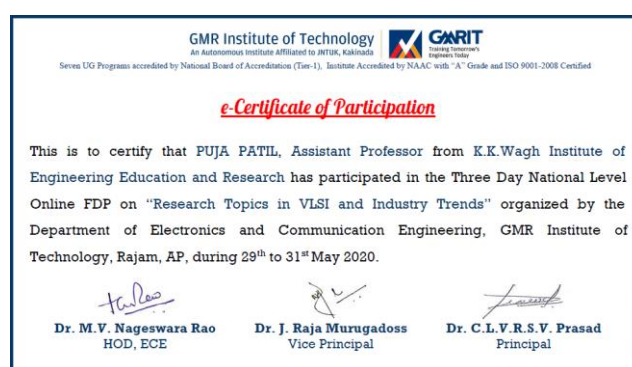 GMR Institute of Technology
An Autonomous Institute Affiliated to JNTUK, Kakinada
GMRIT
Training Tomorrow's
Engineers Today
Seven UG Programs accredited by National Board of Accreditation (Tier-1), Institute Accredited by NAAC with "A" Grade and ISO 9001-2008 Certified
e-Certificate of Participation
This is to certify that PUJA PATIL, Assistant Professor from K.K.Wagh Institute of
Engineering Education and Research has participated in the Three Day National Level
Online FDP on "Research Topics in VLSI and Industry Trends" organized by the
Department of Electronics and Communication Engineering, GMR Institute of
Technology, Rajam, AP, during 29th to 31st May 2020.
Dr. M.V. Nageswara Rao
HOD, ECE
Dr. J. Raja Murugadoss
Vice Principal
Dr. C.L.V.R.S.V. Prasad
Principal